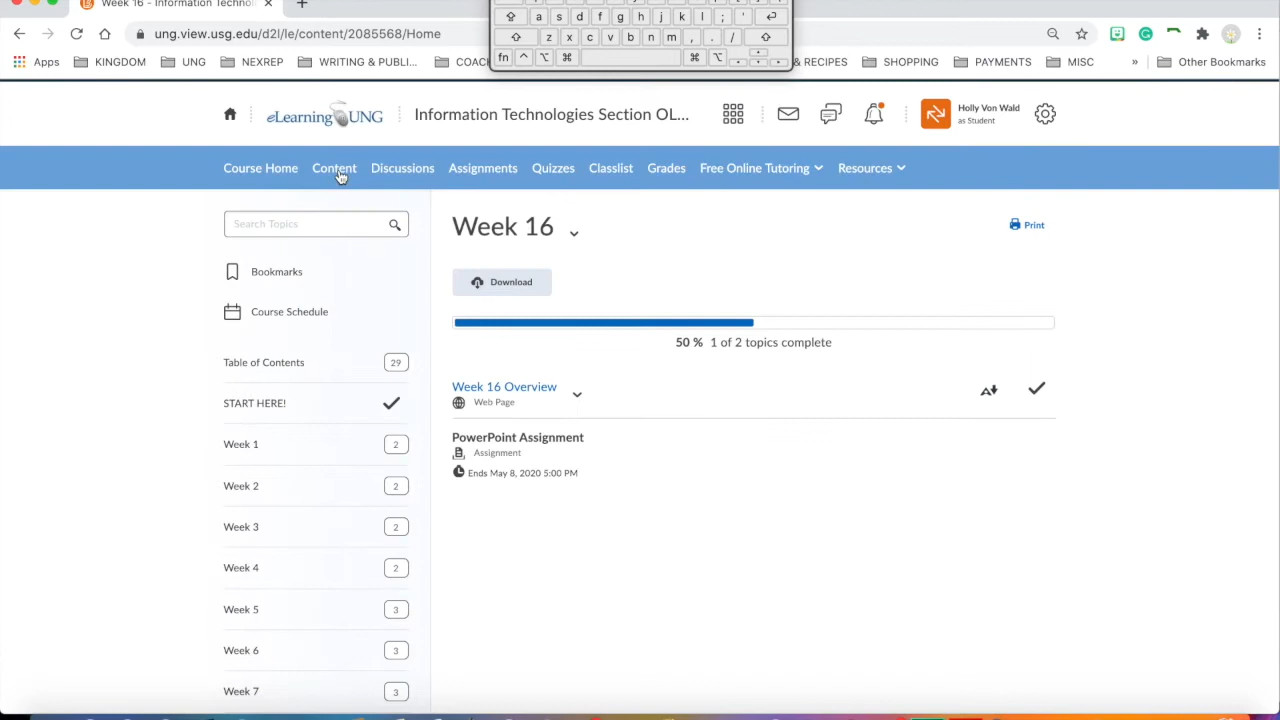 Week 16 - Information Technol
ung.view.usg.edu/d2l/le/content/2085568/Home
Apps KINGDOM UNG NEXREP WRITING & PUBLI... COAC & RECIPES SHOPPING PAYMENTS MISC » Other Bookmarks
a s d f g h j k l ; '
z x c v b n m , . /
fn
eLearning UNG Information Technologies Section OL... Holly Von Wald
as Student
Course Home Content Discussions Assignments Quizzes Classlist Grades Free Online Tutoring Resources
Search Topics
Bookmarks
Course Schedule
Table of Contents 29
START HERE!
Week 1 2
Week 2 2
Week 3 2
Week 4 2
Week 5 3
Week 6 3
Week 7 3
Week 16
Print
Download
50 % 1 of 2 topics complete
Week 16 Overview
Web Page
PowerPoint Assignment
Assignment
Ends May 8, 2020 5:00 PM